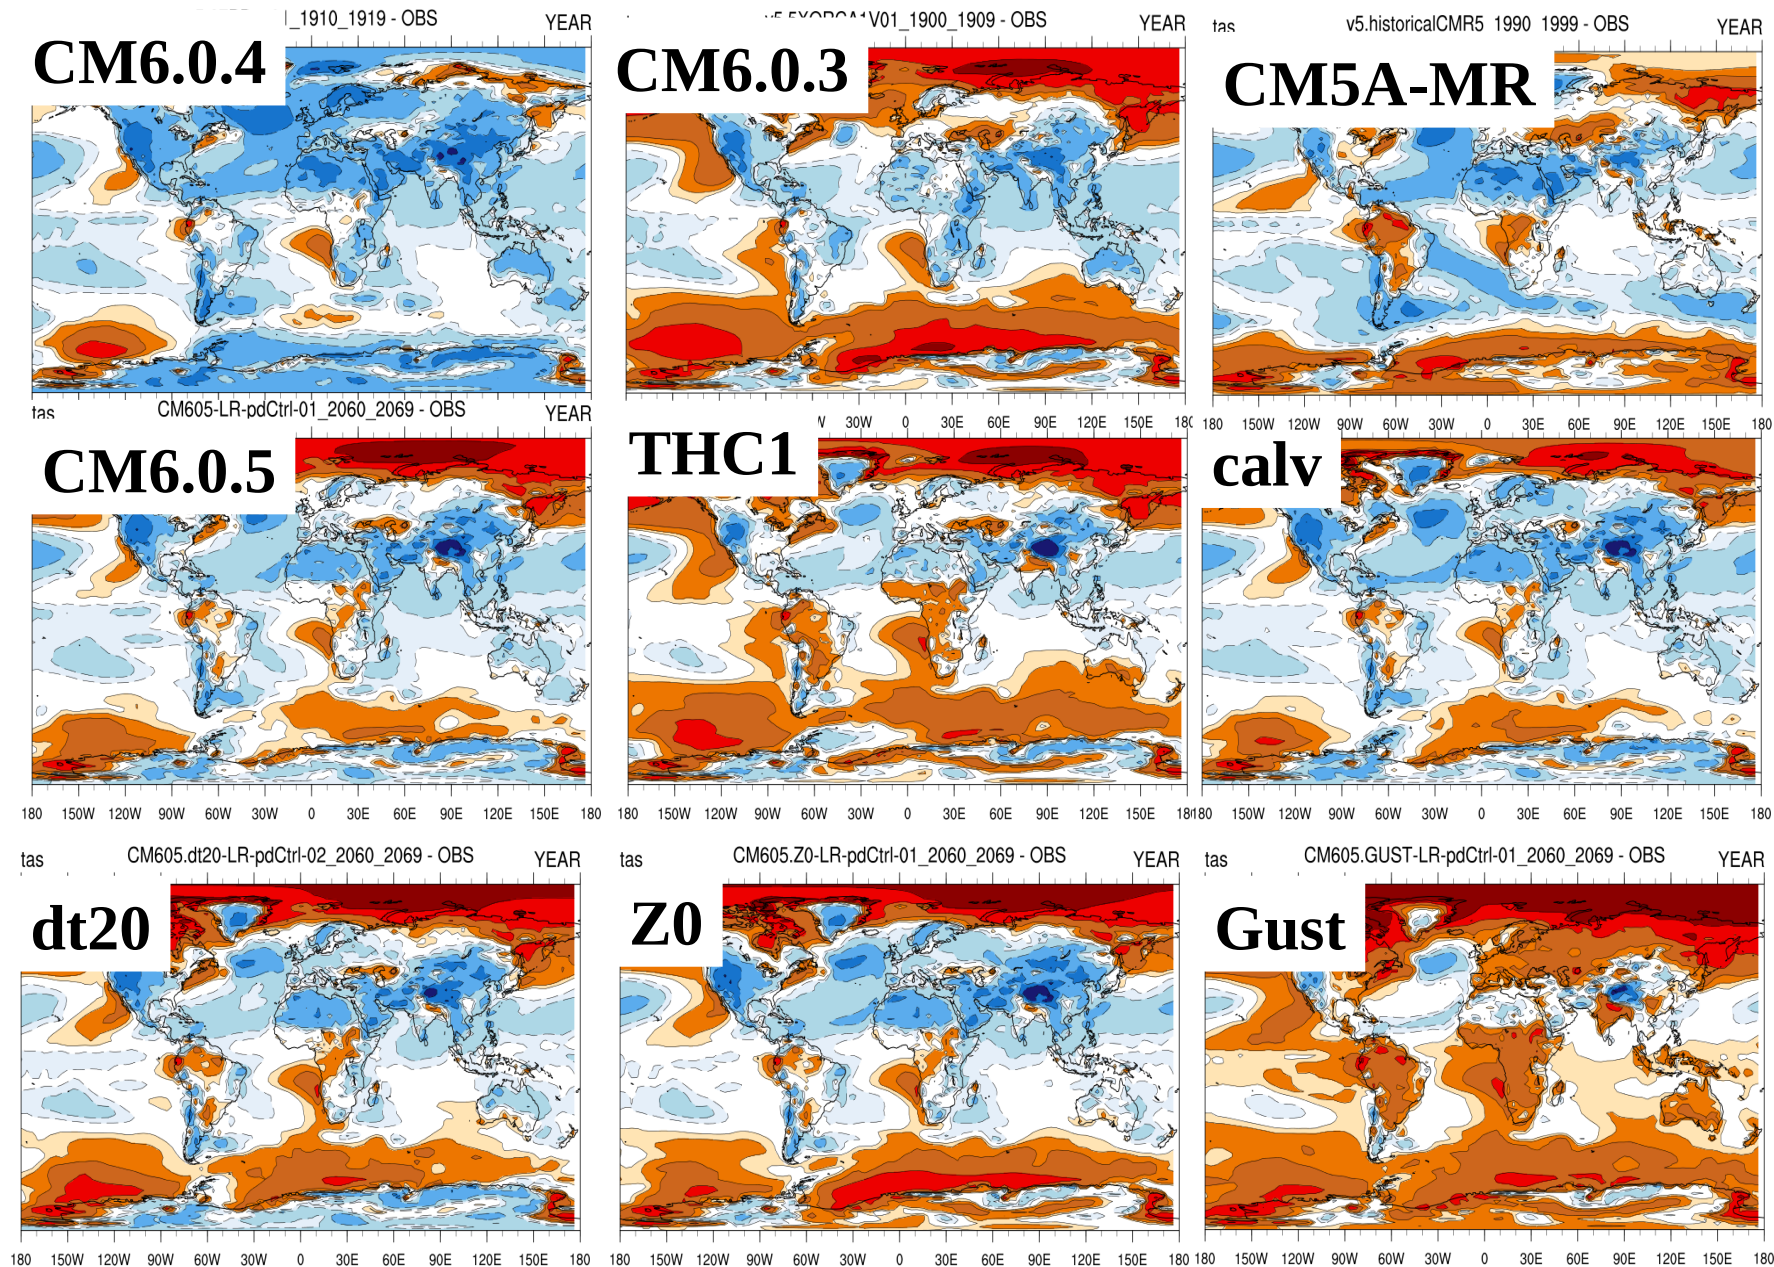 1_1910_1919 - OBS YEAR
V01_1900_1909 - OBS YEAR
tas v5.historicalCMR5 1990_1999 - OBS YEAR
CM6.0.4
CM6.0.3
CM5A-MR
tas CM605-LR-pdCtrl-01_2060_2069 - OBS YEAR
30W 0 30E 60E 90E 120E 150E 180
180 150W 120W 90W 60W 30W 0 30E 60E 90E 120E 150E 180
CM6.0.5
THC1
calv
180 150W 120W 90W 60W 30W 0 30E 60E 90E 120E 150E 180
180 150W 120W 90W 60W 30W 0 30E 60E 90E 120E 150E 180
180 150W 120W 90W 60W 30W 0 30E 60E 90E 120E 150E 180
tas CM605.dt20-LR-pdCtrl-02_2060_2069 - OBS YEAR
tas CM605.Z0-LR-pdCtrl-01_2060_2069 - OBS YEAR
tas CM605.GUST-LR-pdCtrl-01_2060_2069 - OBS YEAR
dt20
Z0
Gust
180 150W 120W 90W 60W 30W 0 30E 60E 90E 120E 150E 180
180 150W 120W 90W 60W 30W 0 30E 60E 90E 120E 150E 180
180 150W 120W 90W 60W 30W 0 30E 60E 90E 120E 150E 180